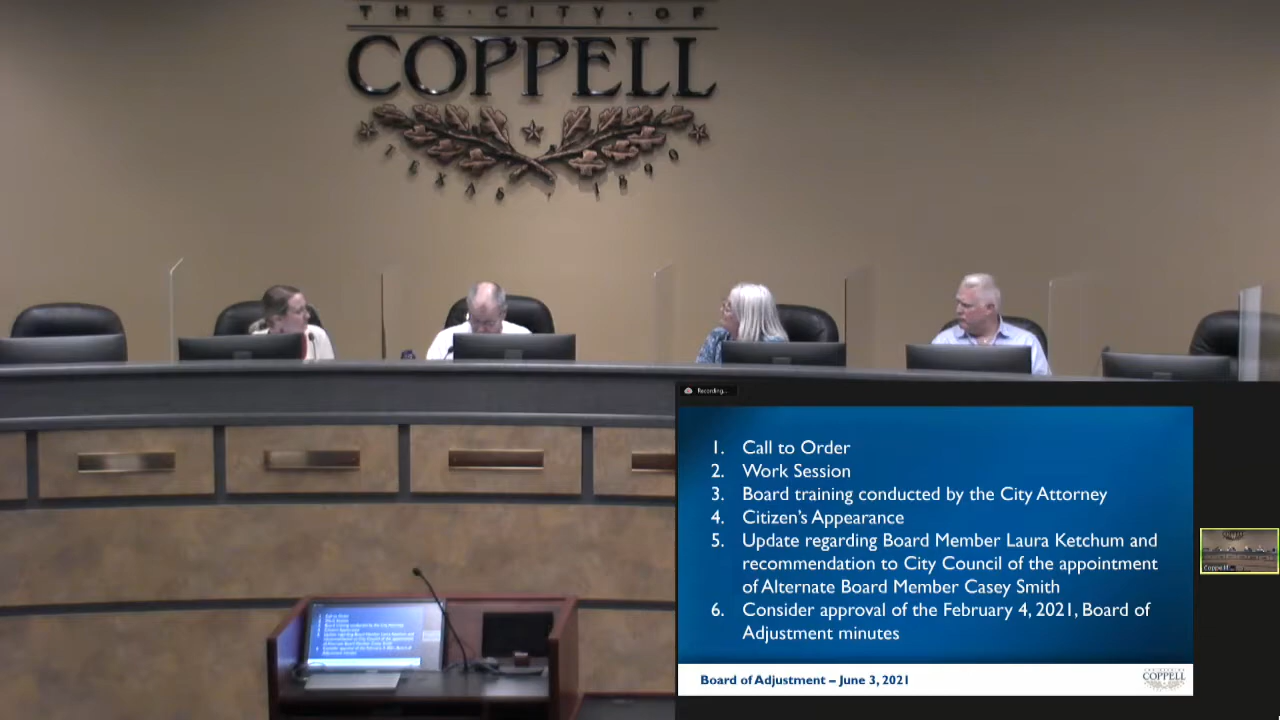 THE · CITY · OF
COPPELL
TEXAS · 1890
Recording...
1. Call to Order
2. Work Session
3. Board training conducted by the City Attorney
4. Citizen's Appearance
5. Update regarding Board Member Laura Ketchum and
recommendation to City Council of the appointment
of Alternate Board Member Casey Smith
6. Consider approval of the February 4, 2021, Board of
Adjustment minutes
Board of Adjustment – June 3, 2021
COPPELL
Coppell